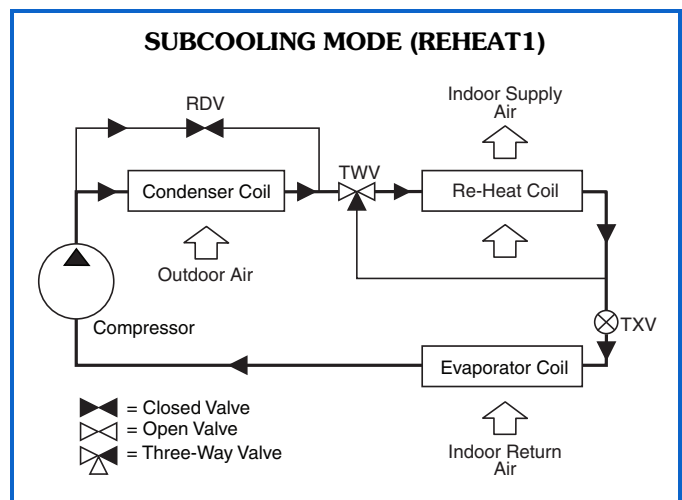 SUBCOOLING MODE (REHEAT1)
RDV
Indoor Supply
Air
TWV
Condenser Coil
Re-Heat Coil
Outdoor Air
Compressor
TXV
Evaporator Coil
= Closed Valve
= Open Valve
= Three-Way Valve
Indoor Return
Air